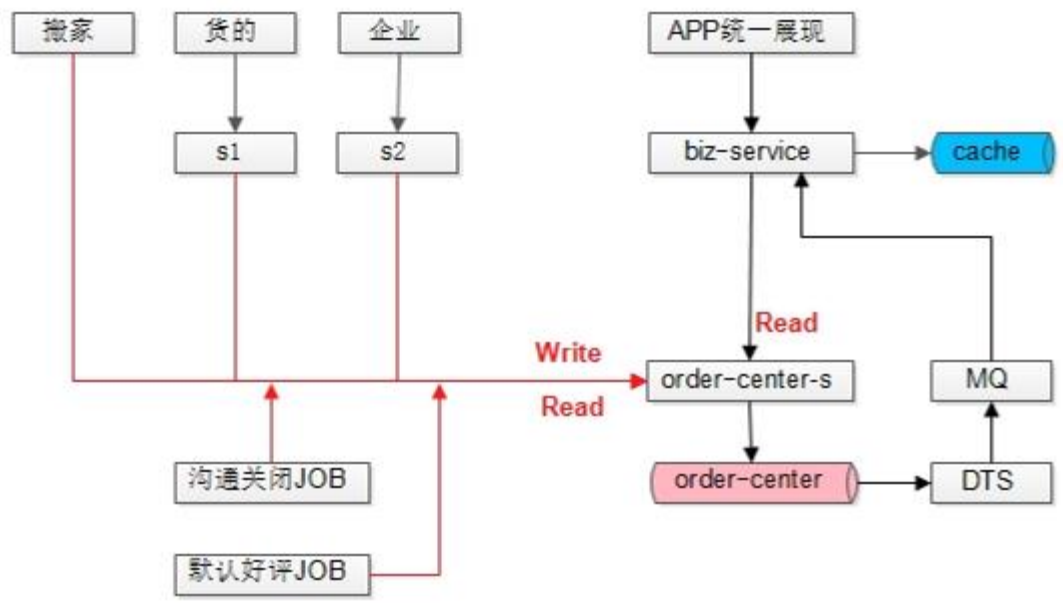 搬家
货的
企业
APP统一展现
s1
s2
biz-service
cache
Read
Write
order-center-s
MQ
Read
沟通关闭JOB
order-center
DTS
默认好评JOB